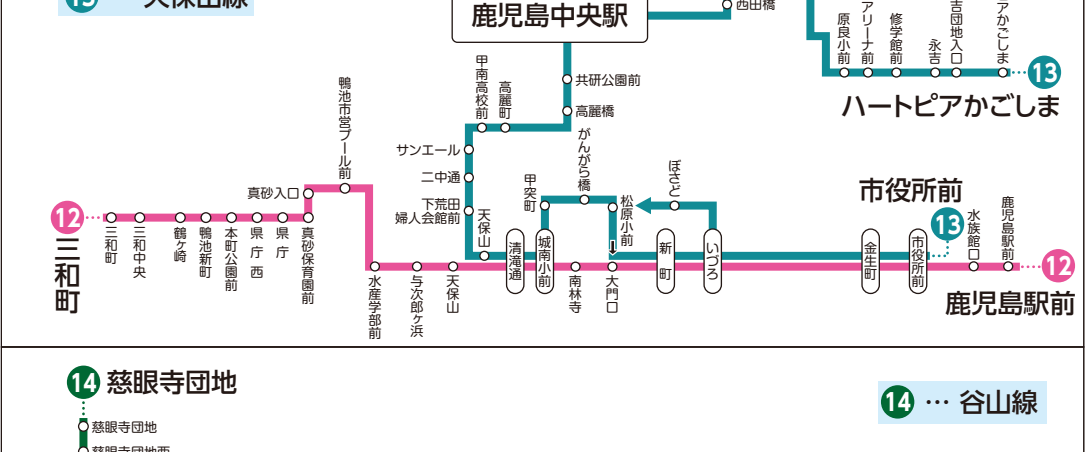 13
天保山線
鹿児島中央駅
西田橋
原良小前
アリーナ前
修学館前
永吉
吉団地入口
アかごしま
13
ハートピアかごしま
共研公園前
高麗橋
高麗町
甲南高校前
サンエール
二中通
下荒田
婦人会館前
天保山
清滝通
甲突町
城南小前
がんがら橋
松原小前
ぼさど
新町
いづろ
金生町
市役所前
市役所前
13
12
三和町
三和町
三和中央
鶴ヶ崎
鴨池新町
本町公園前
県庁西
県庁
真砂保育園前
真砂入口
鴨池市営プール前
水産学部前
与次郎ヶ浜
天保山
南林寺
大門口
水族館口
鹿児島駅前
12
鹿児島駅前
14 慈眼寺団地
慈眼寺団地
慈眼寺団地西
14 … 谷山線